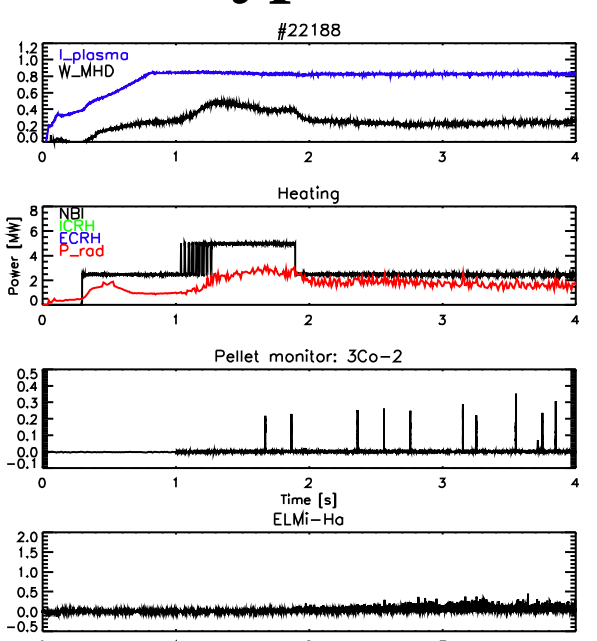 #22188
1.2
1.0
0.8
0.6
0.4
0.2
0.0
I_plasma
W_MHD
0 1 2 3 4
Heating
8
6
4
2
0
Power [MW]
NBI
ICRH
ECRH
P_rad
0 1 2 3 4
Pellet monitor: 3Co-2
0.5
0.4
0.3
0.2
0.1
0.0
-0.1
0 1 2 3 4
Time [s]
ELMi-Ha
2.0
1.5
1.0
0.5
0.0
-0.5